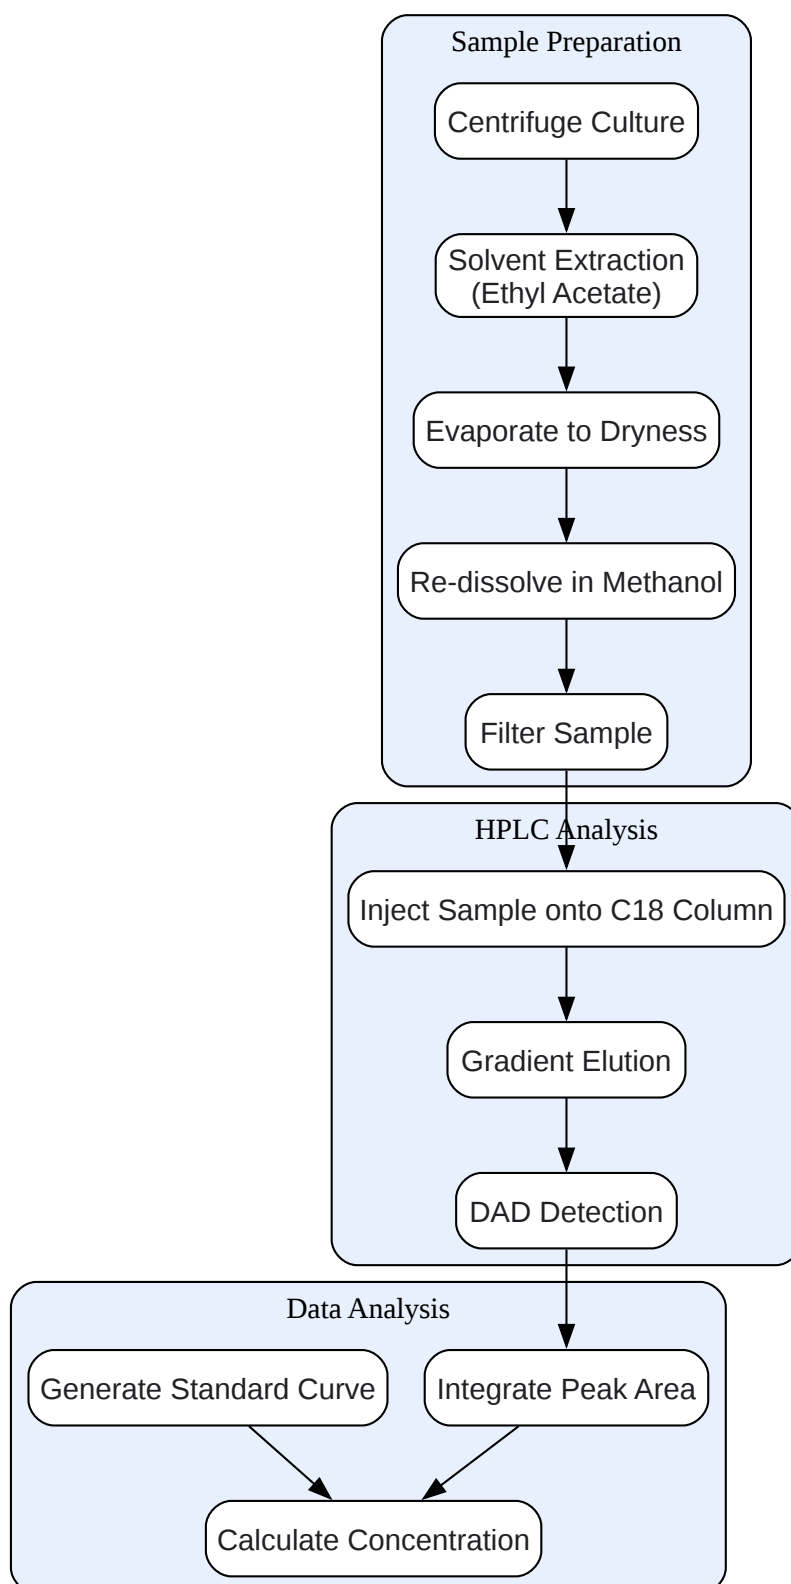 Sample Preparation
Centrifuge Culture
Solvent Extraction
(Ethyl Acetate)
Evaporate to Dryness
Re-dissolve in Methanol
Filter Sample
HPLC Analysis
Inject Sample onto C18 Column
Gradient Elution
DAD Detection
Data Analysis
Generate Standard Curve
Integrate Peak Area
Calculate Concentration